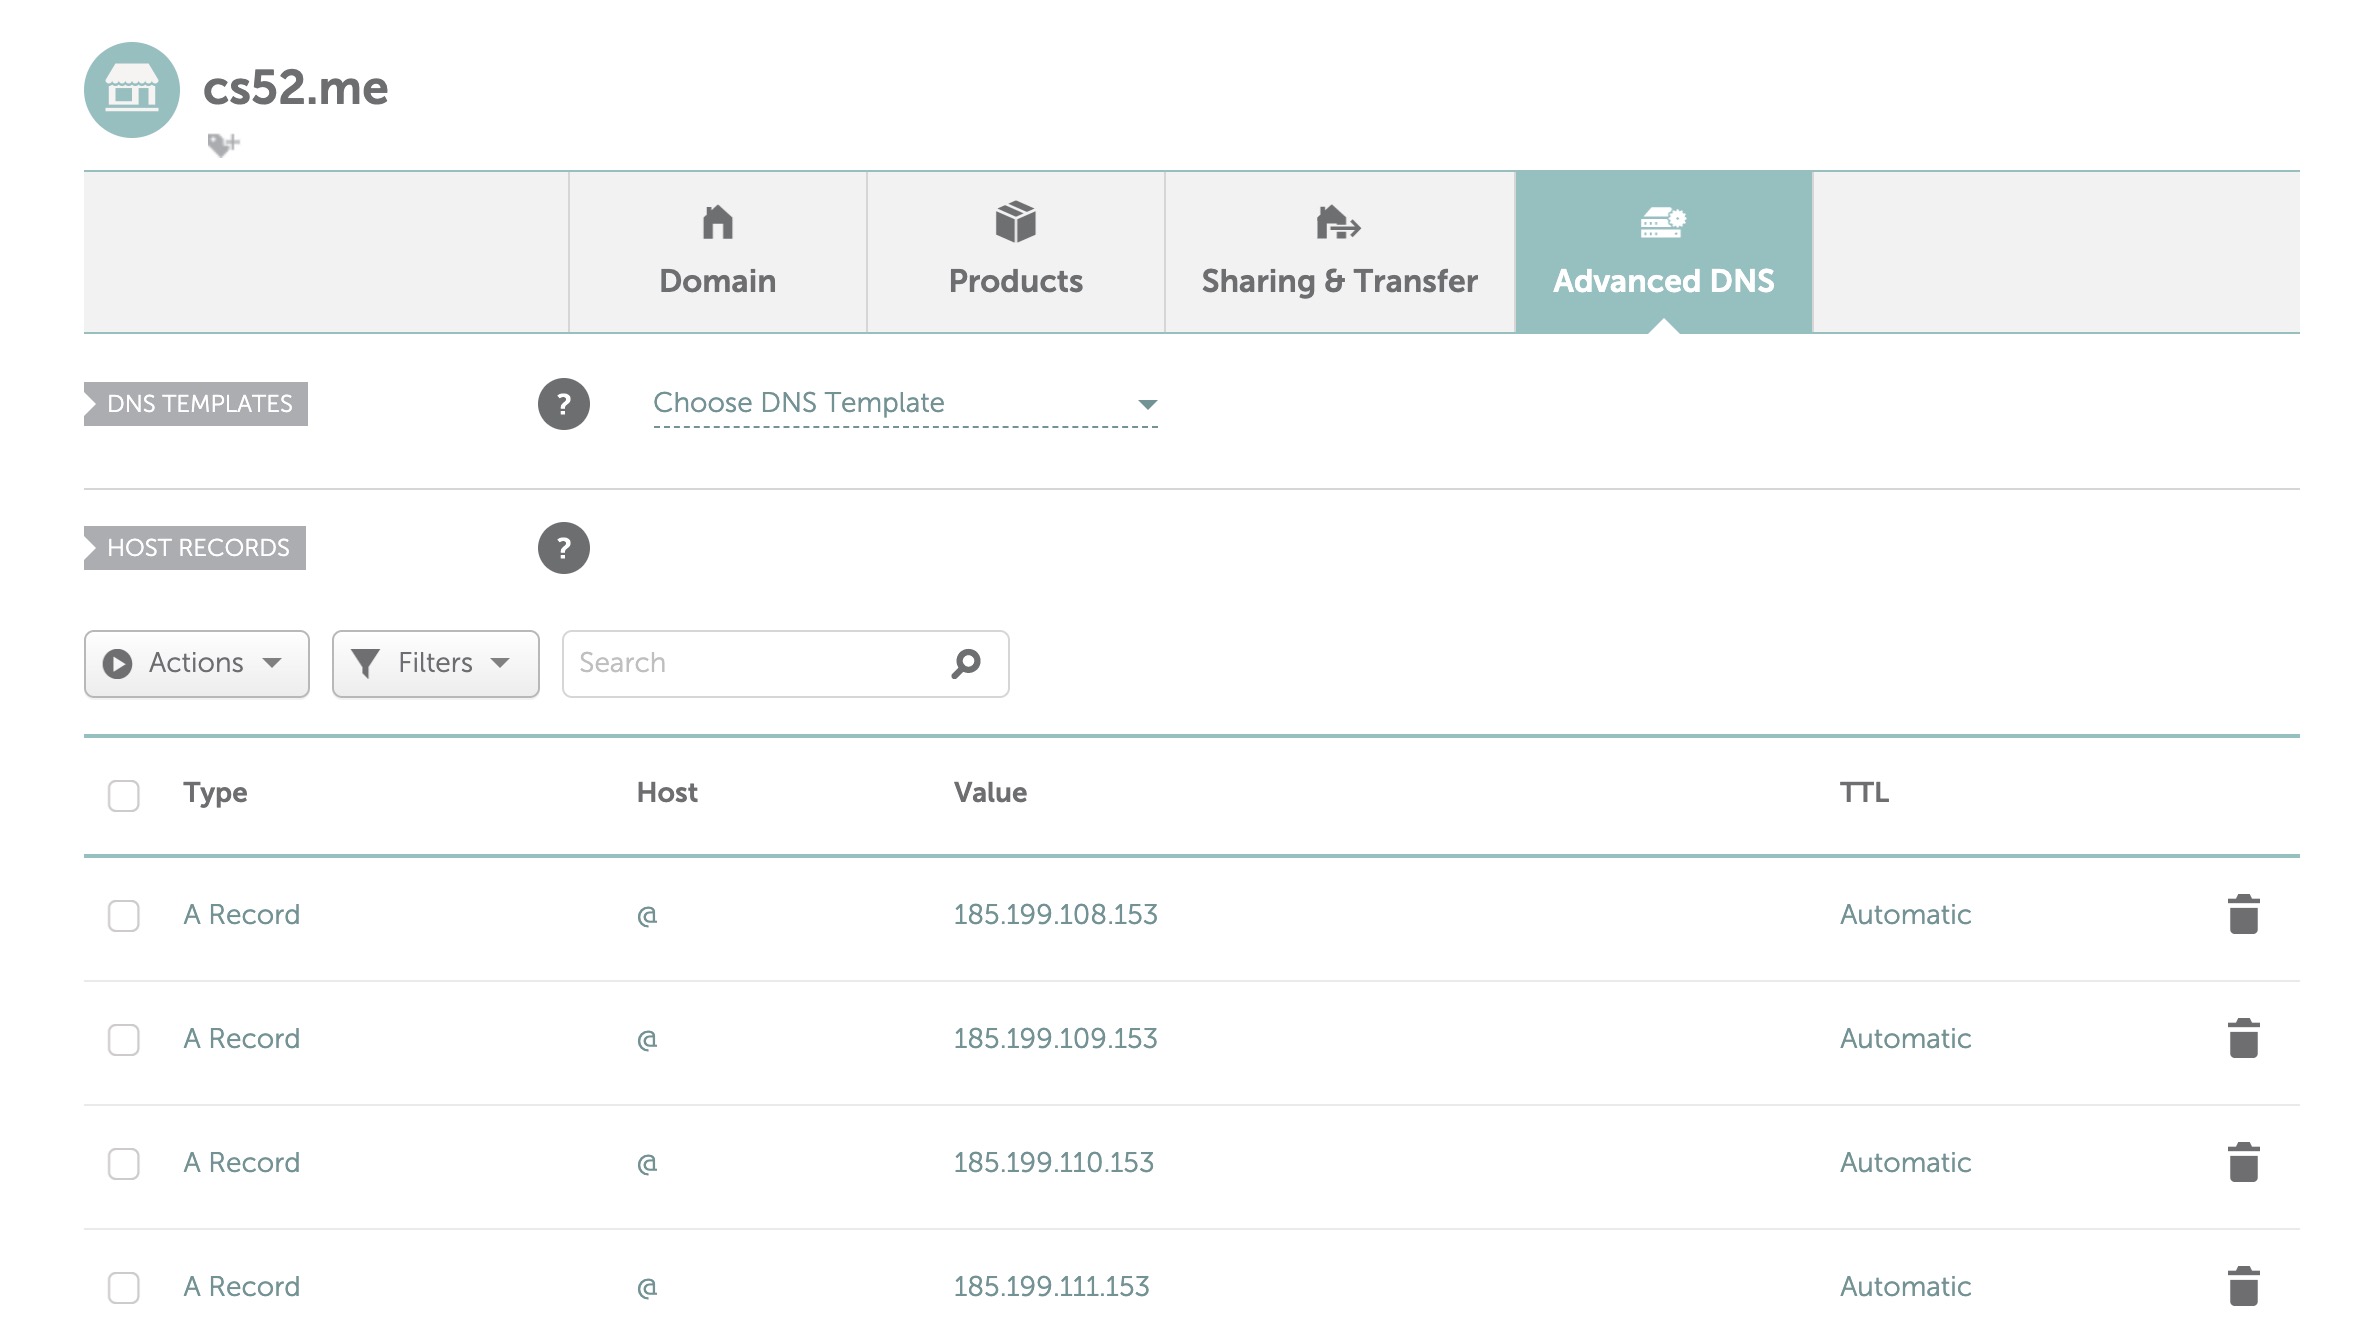 cs52.me
Domain
Products
Sharing & Transfer
Advanced DNS
DNS TEMPLATES
?
Choose DNS Template
HOST RECORDS
?
Actions
Filters
Search
Type Host Value TTL
A Record @ 185.199.108.153 Automatic
A Record @ 185.199.109.153 Automatic
A Record @ 185.199.110.153 Automatic
A Record @ 185.199.111.153 Automatic